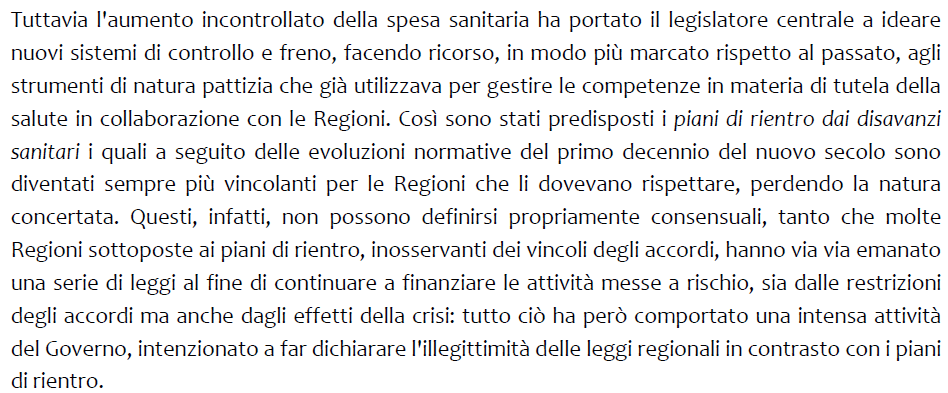 Tuttavia l'aumento incontrollato della spesa sanitaria ha portato il legislatore centrale a ideare
nuovi sistemi di controllo e freno, facendo ricorso, in modo più marcato rispetto al passato, agli
strumenti di natura pattizia che già utilizzava per gestire le competenze in materia di tutela della
salute in collaborazione con le Regioni. Così sono stati predisposti i piani di rientro dai disavanzi
sanitari i quali a seguito delle evoluzioni normative del primo decennio del nuovo secolo sono
diventati sempre più vincolanti per le Regioni che li dovevano rispettare, perdendo la natura
concertata. Questi, infatti, non possono definirsi propriamente consensuali, tanto che molte
Regioni sottoposte ai piani di rientro, inosservanti dei vincoli degli accordi, hanno via via emanato
una serie di leggi al fine di continuare a finanziare le attività messe a rischio, sia dalle restrizioni
degli accordi ma anche dagli effetti della crisi: tutto ciò ha però comportato una intensa attività
del Governo, intenzionato a far dichiarare l'illegittimità delle leggi regionali in contrasto con i piani
di rientro.